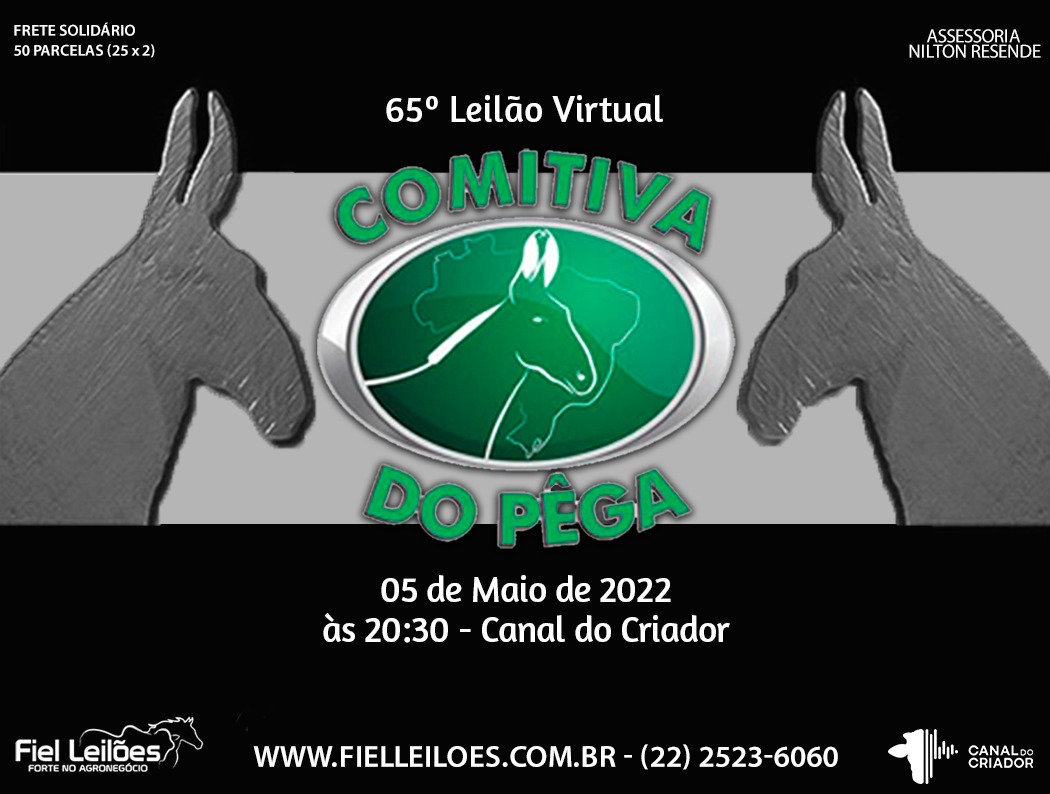 FRETE SOLIDÁRIO
50 PARCELAS (25 x 2)
ASSESSORIA
NILTON RESENDE
65º Leilão Virtual
COMITIVA
DO PÊGA
05 de Maio de 2022
às 20:30 - Canal do Criador
Fiel Leilões
FORTE NO AGRONEGÓCIO
WWW.FIELLEILOES.COM.BR - (22) 2523-6060
CANAL DO
CRIADOR